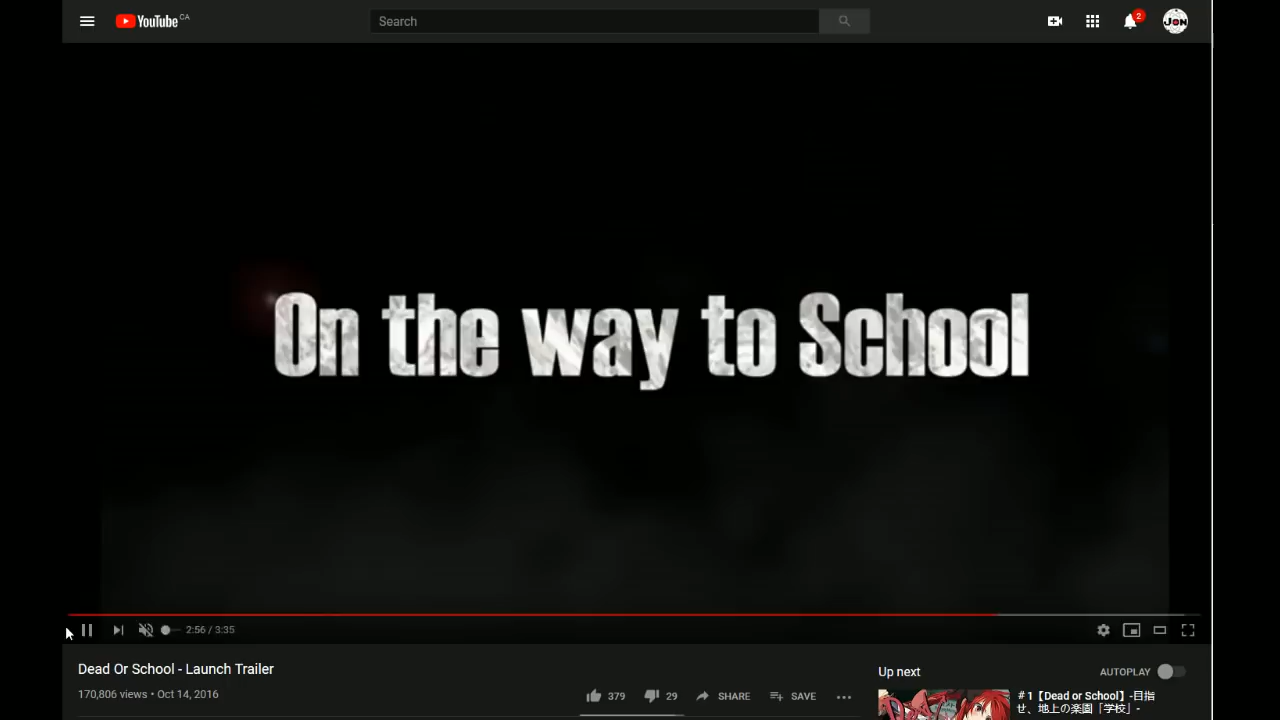 YouTube CA
Search
2
JON
On the way to School
2:56 / 3:35
Dead Or School - Launch Trailer
170,806 views • Oct 14, 2016
379
29
SHARE
SAVE
Up next
AUTOPLAY
#1【Dead or School】-目指
せ、地上の楽園「学校」-